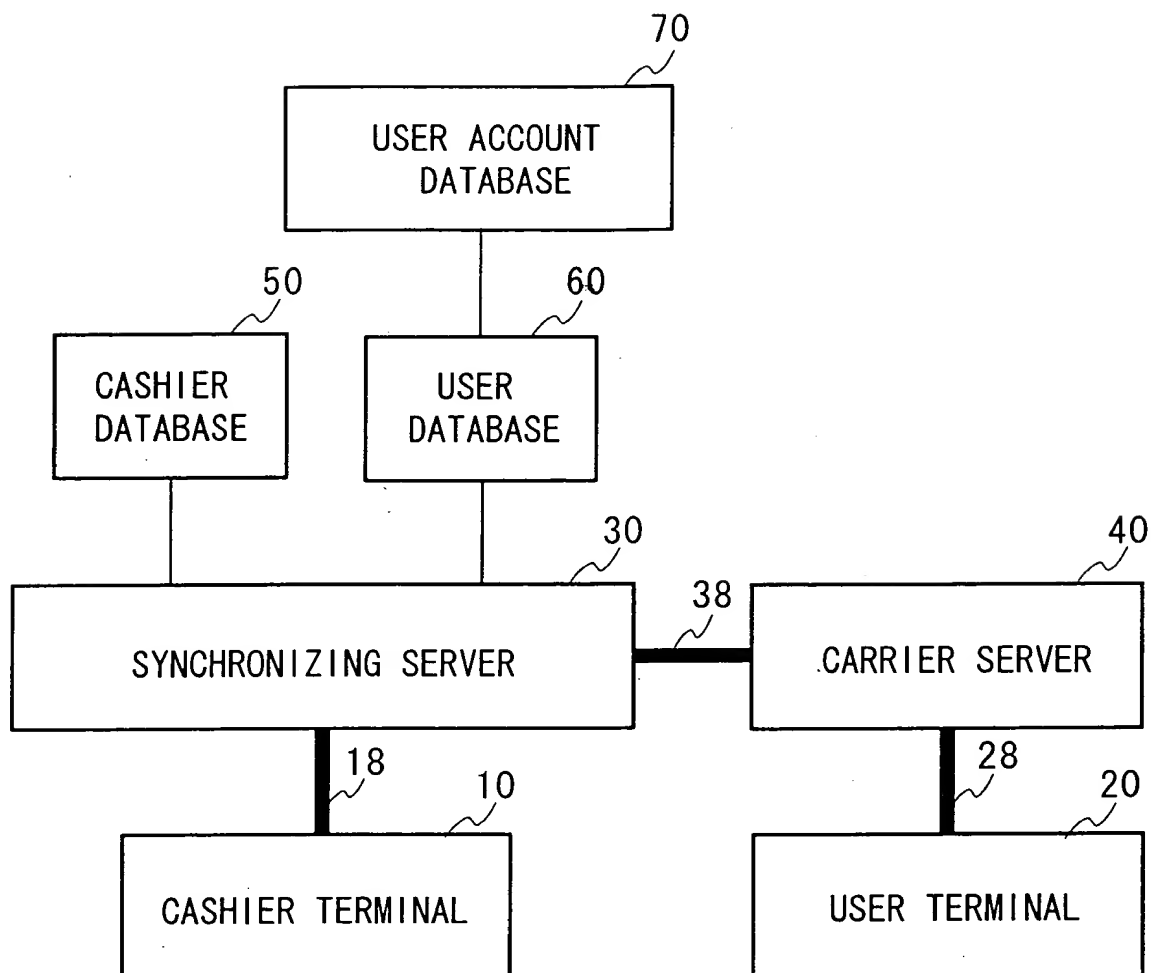 70
USER ACCOUNT
DATABASE
50
60
CASHIER
DATABASE
USER
DATABASE
30
40
38
SYNCHRONIZING SERVER
CARRIER SERVER
18
28
10
20
CASHIER TERMINAL
USER TERMINAL